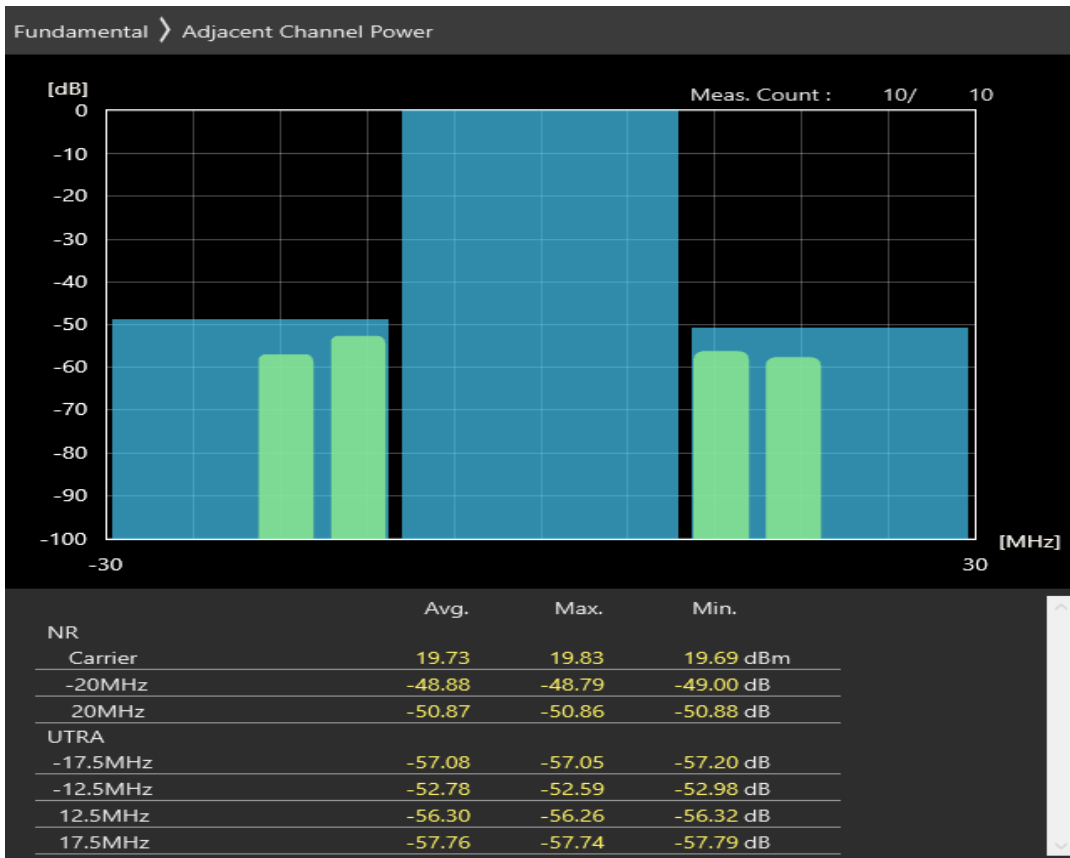 Fundamental 〉 Adjacent Channel Power
[dB]
Meas. Count : 10/ 10
0
-10
-20
-30
-40
-50
-60
-70
-80
-90
-100
[MHz]
-30 30
Avg. Max. Min.
NR
Carrier 19.73 19.83 19.69 dBm
-20MHz -48.88 -48.79 -49.00 dB
20MHz -50.87 -50.86 -50.88 dB
UTRA
-17.5MHz -57.08 -57.05 -57.20 dB
-12.5MHz -52.78 -52.59 -52.98 dB
12.5MHz -56.30 -56.26 -56.32 dB
17.5MHz -57.76 -57.74 -57.79 dB